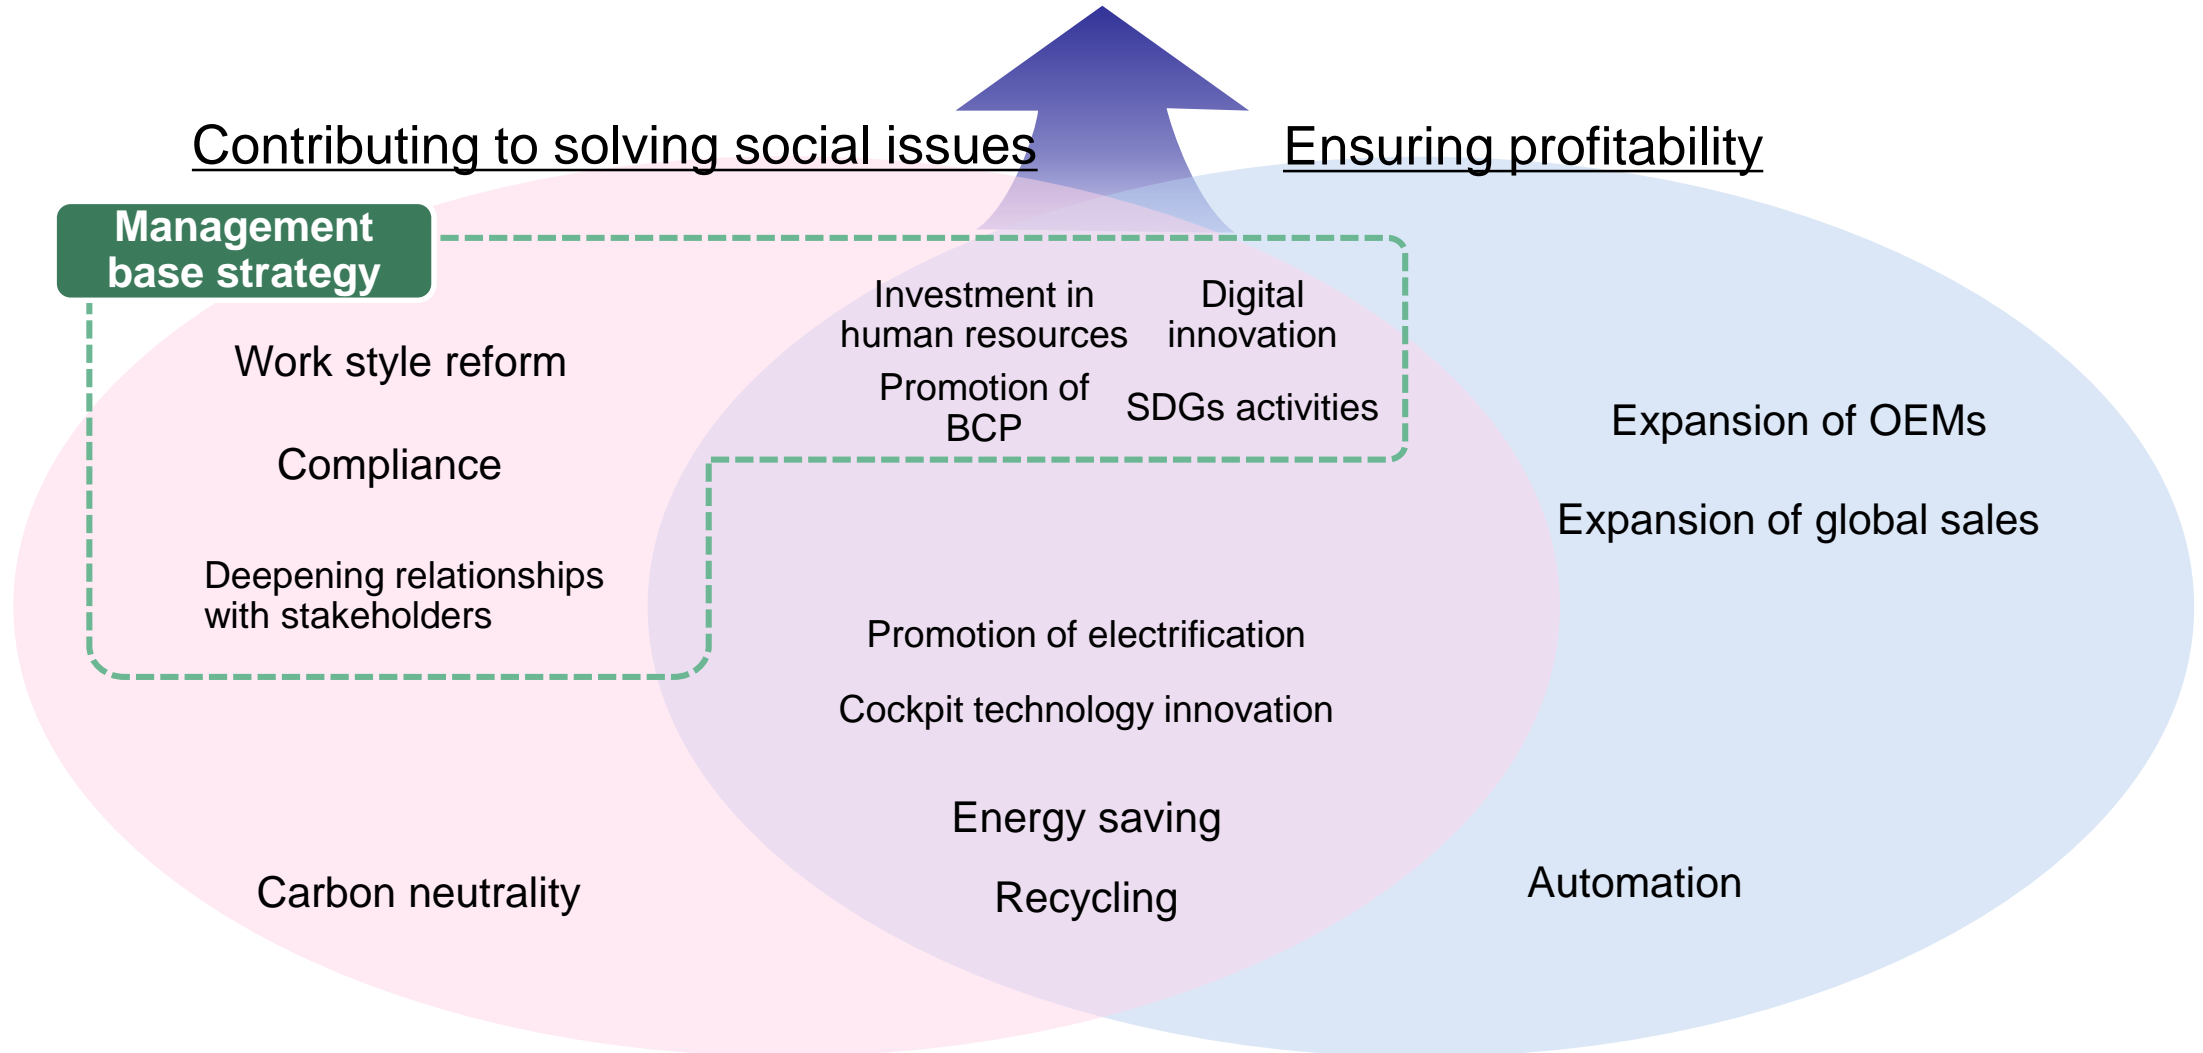 Contributing to solving social issues
Ensuring profitability
Management
base strategy
Work style reform
Compliance
Deepening relationships
with stakeholders
Carbon neutrality
Investment in
human resources
Digital
innovation
Promotion of
BCP
SDGs activities
Promotion of electrification
Cockpit technology innovation
Energy saving
Recycling
Expansion of OEMs
Expansion of global sales
Automation